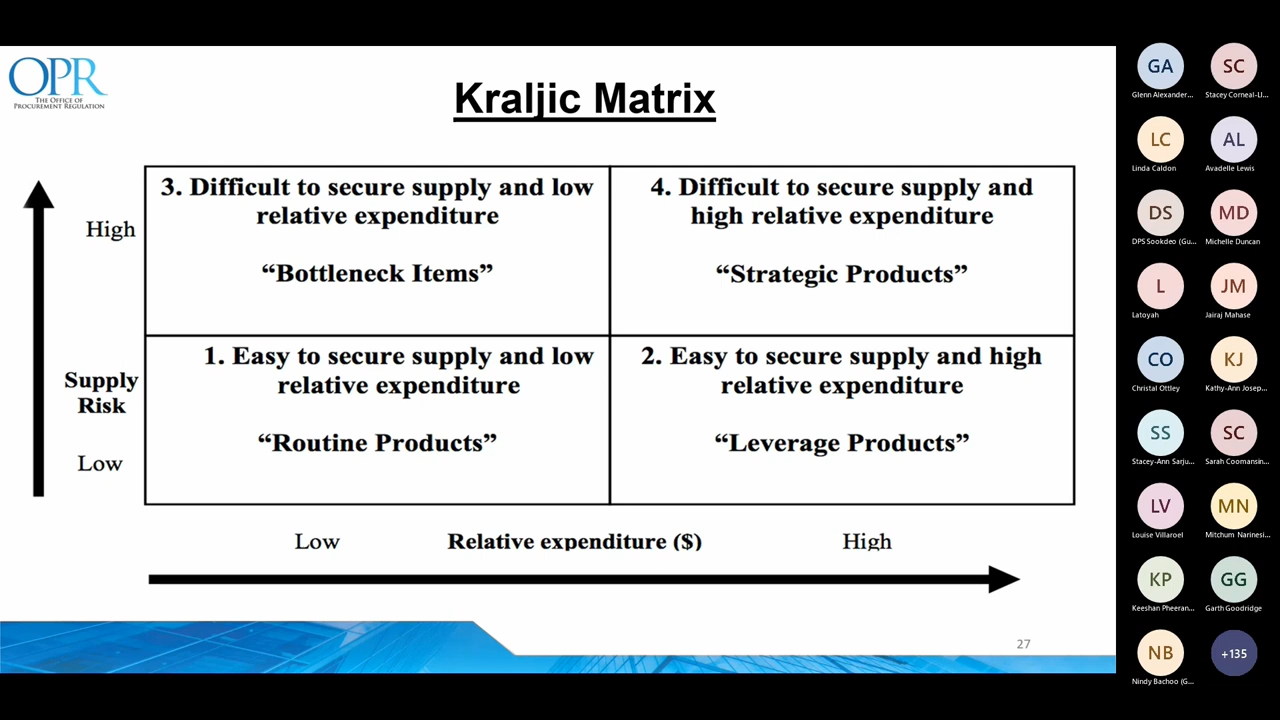 OPR
THE OFFICE OF
PROCUREMENT REGULATION
Kraljic Matrix
3. Difficult to secure supply and low
relative expenditure
“Bottleneck Items”
4. Difficult to secure supply and
high relative expenditure
“Strategic Products”
High
1. Easy to secure supply and low
relative expenditure
“Routine Products”
2. Easy to secure supply and high
relative expenditure
“Leverage Products”
Supply
Risk
Low
Low
Relative expenditure ($)
High
27
GA
Glenn Alexander...
SC
Stacey Corneal-Ll...
LC
Linda Caldon
AL
Avadelle Lewis
DS
DPS Sookdeo (Gu...
MD
Michelle Duncan
L
Latoyah
JM
Jairaj Mahase
CO
Christal Ottley
KJ
Kathy-Ann Josep...
SS
Stacey-Ann Sarju...
SC
Sarah Coomansin...
LV
Louise Villaroel
MN
Mitchum Narinesi...
KP
Keeshan Pheeran...
GG
Garth Goodridge
NB
Nindy Bachoo (G...
+135